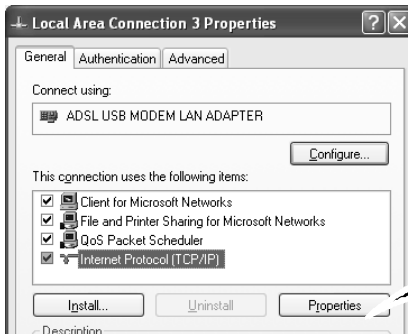 Local Area Connection 3 Properties
General Authentication Advanced
Connect using:
ADSL USB MODEM LAN ADAPTER
Configure...
This connection uses the following items:
Client for Microsoft Networks
File and Printer Sharing for Microsoft Networks
QoS Packet Scheduler
Internet Protocol (TCP/IP)
Install... Uninstall Properties
Description